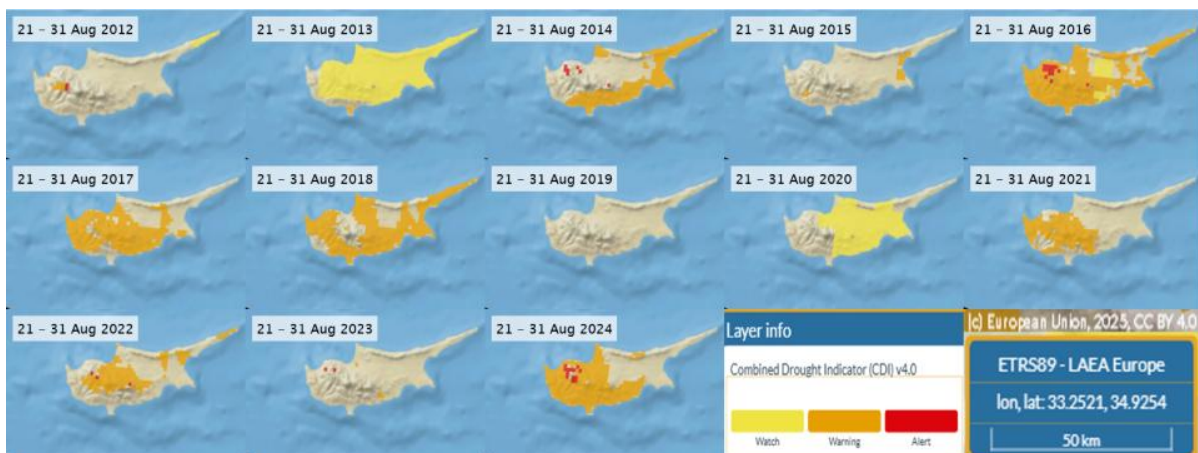 21 – 31 Aug 2012
21 – 31 Aug 2013
21 – 31 Aug 2014
21 – 31 Aug 2015
21 – 31 Aug 2016
21 – 31 Aug 2017
21 – 31 Aug 2018
21 – 31 Aug 2019
21 – 31 Aug 2020
21 – 31 Aug 2021
21 – 31 Aug 2022
21 – 31 Aug 2023
21 – 31 Aug 2024
Layer info
Combined Drought Indicator (CDI) v4.0
Watch
Warning
Alert
(c) European Union, 2025, CC BY 4.0
ETRS89 - LAEA Europe
lon, lat: 33.2521, 34.9254
50 km